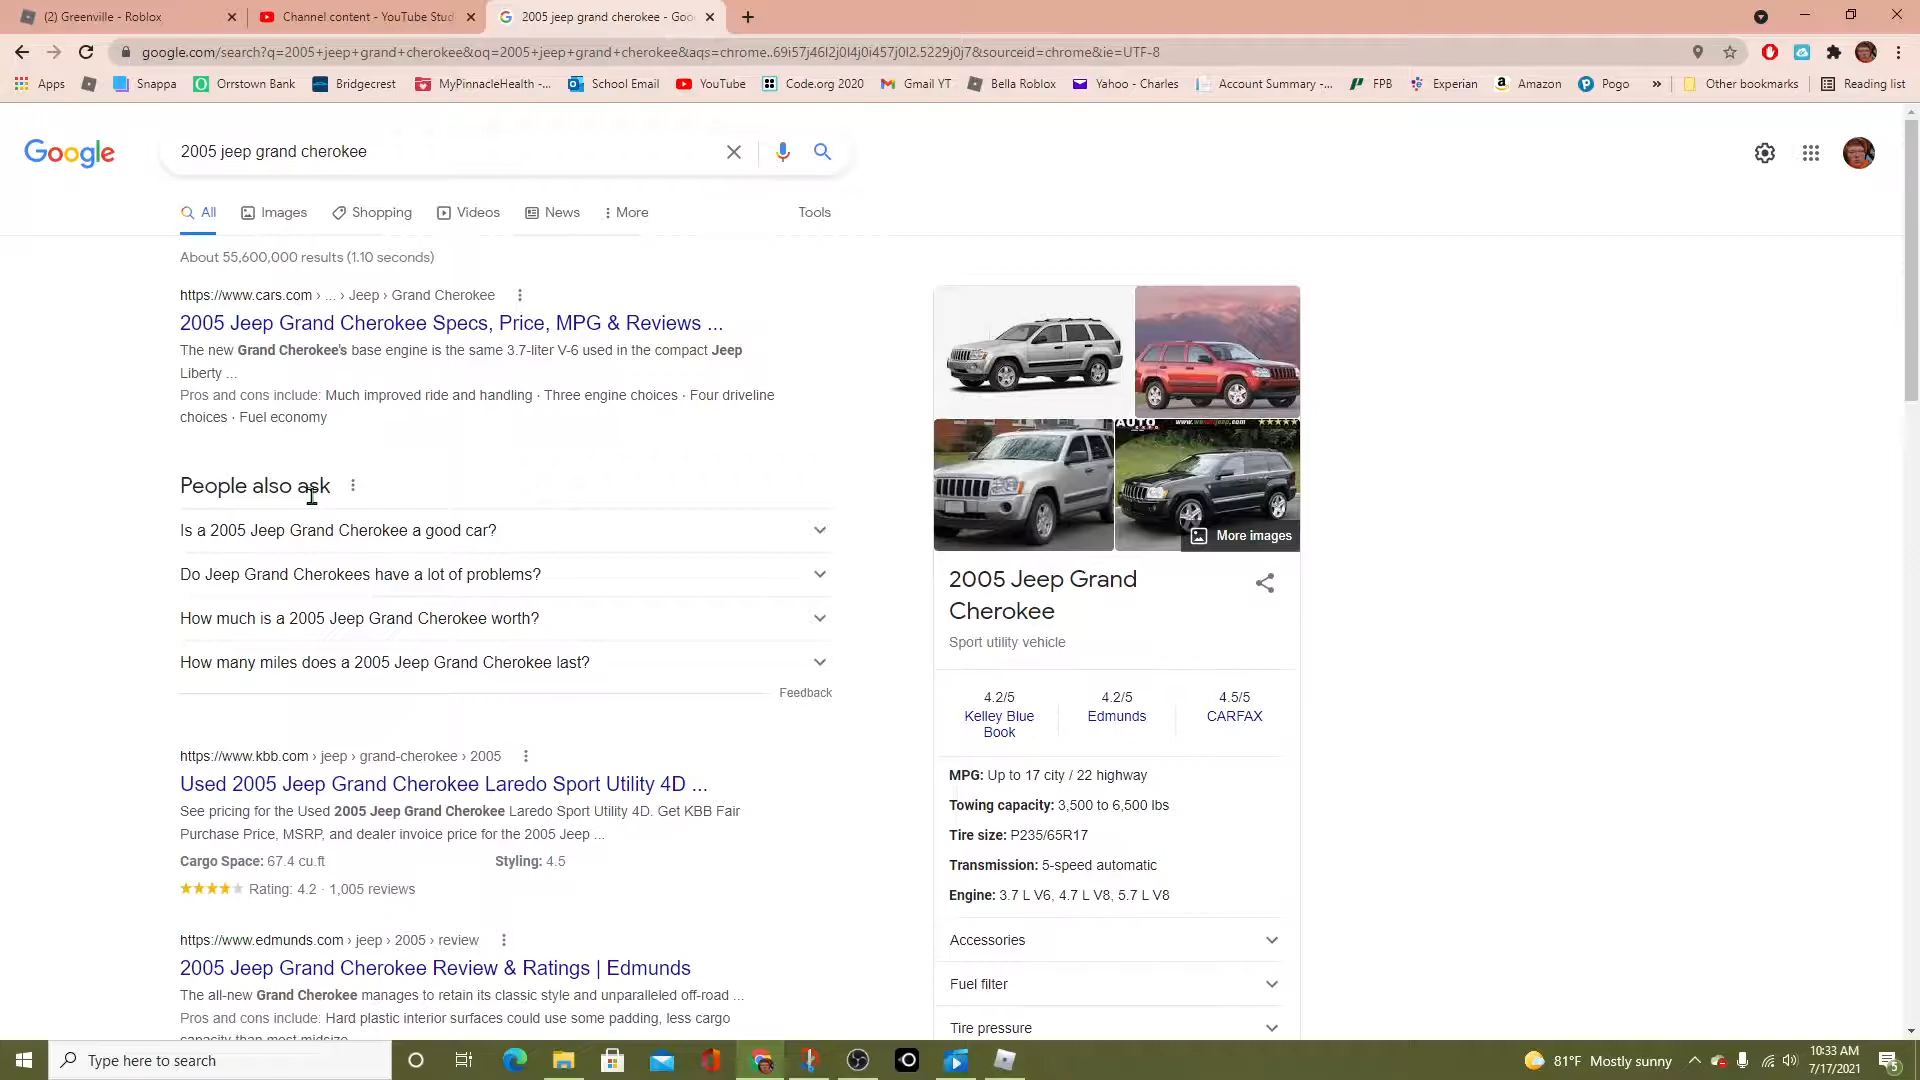 (2) Greenville - Roblox
Channel content - YouTube Stud
2005 jeep grand cherokee - Goo
google.com/search?q=2005+jeep+grand+cherokee&oq=2005+jeep+grand+cherokee&aqs=chrome..69i57j46l2j0l4j0i457j0l2.5229j0j7&sourceid=chrome&ie=UTF-8
Apps Snappa Orrstown Bank Bridgecrest MyPinnacleHealth -... School Email YouTube Code.org 2020 Gmail YT Bella Roblox Yahoo - Charles Account Summary -... FPB Experian Amazon Pogo » Other bookmarks Reading list
Google
2005 jeep grand cherokee
All Images Shopping Videos News More Tools
About 55,600,000 results (1.10 seconds)
https://www.cars.com › ... › Jeep › Grand Cherokee
2005 Jeep Grand Cherokee Specs, Price, MPG & Reviews ...
The new Grand Cherokee's base engine is the same 3.7-liter V-6 used in the compact Jeep
Liberty ...
Pros and cons include: Much improved ride and handling · Three engine choices · Four driveline
choices · Fuel economy
People also ask
Is a 2005 Jeep Grand Cherokee a good car?
Do Jeep Grand Cherokees have a lot of problems?
How much is a 2005 Jeep Grand Cherokee worth?
How many miles does a 2005 Jeep Grand Cherokee last?
Feedback
https://www.kbb.com › jeep › grand-cherokee › 2005
Used 2005 Jeep Grand Cherokee Laredo Sport Utility 4D ...
See pricing for the Used 2005 Jeep Grand Cherokee Laredo Sport Utility 4D. Get KBB Fair
Purchase Price, MSRP, and dealer invoice price for the 2005 Jeep ...
Cargo Space: 67.4 cu.ft Styling: 4.5
Rating: 4.2 · 1,005 reviews
https://www.edmunds.com › jeep › 2005 › review
2005 Jeep Grand Cherokee Review & Ratings | Edmunds
The all-new Grand Cherokee manages to retain its classic style and unparalleled off-road ...
Pros and cons include: Hard plastic interior surfaces could use some padding, less cargo
capacity than most midsize
AUTO
More images
2005 Jeep Grand
Cherokee
Sport utility vehicle
4.2/5 4.2/5 4.5/5
Kelley Blue Edmunds CARFAX
Book
MPG: Up to 17 city / 22 highway
Towing capacity: 3,500 to 6,500 lbs
Tire size: P235/65R17
Transmission: 5-speed automatic
Engine: 3.7 L V6, 4.7 L V8, 5.7 L V8
Accessories
Fuel filter
Tire pressure
Type here to search
81°F Mostly sunny
10:33 AM
7/17/2021
5